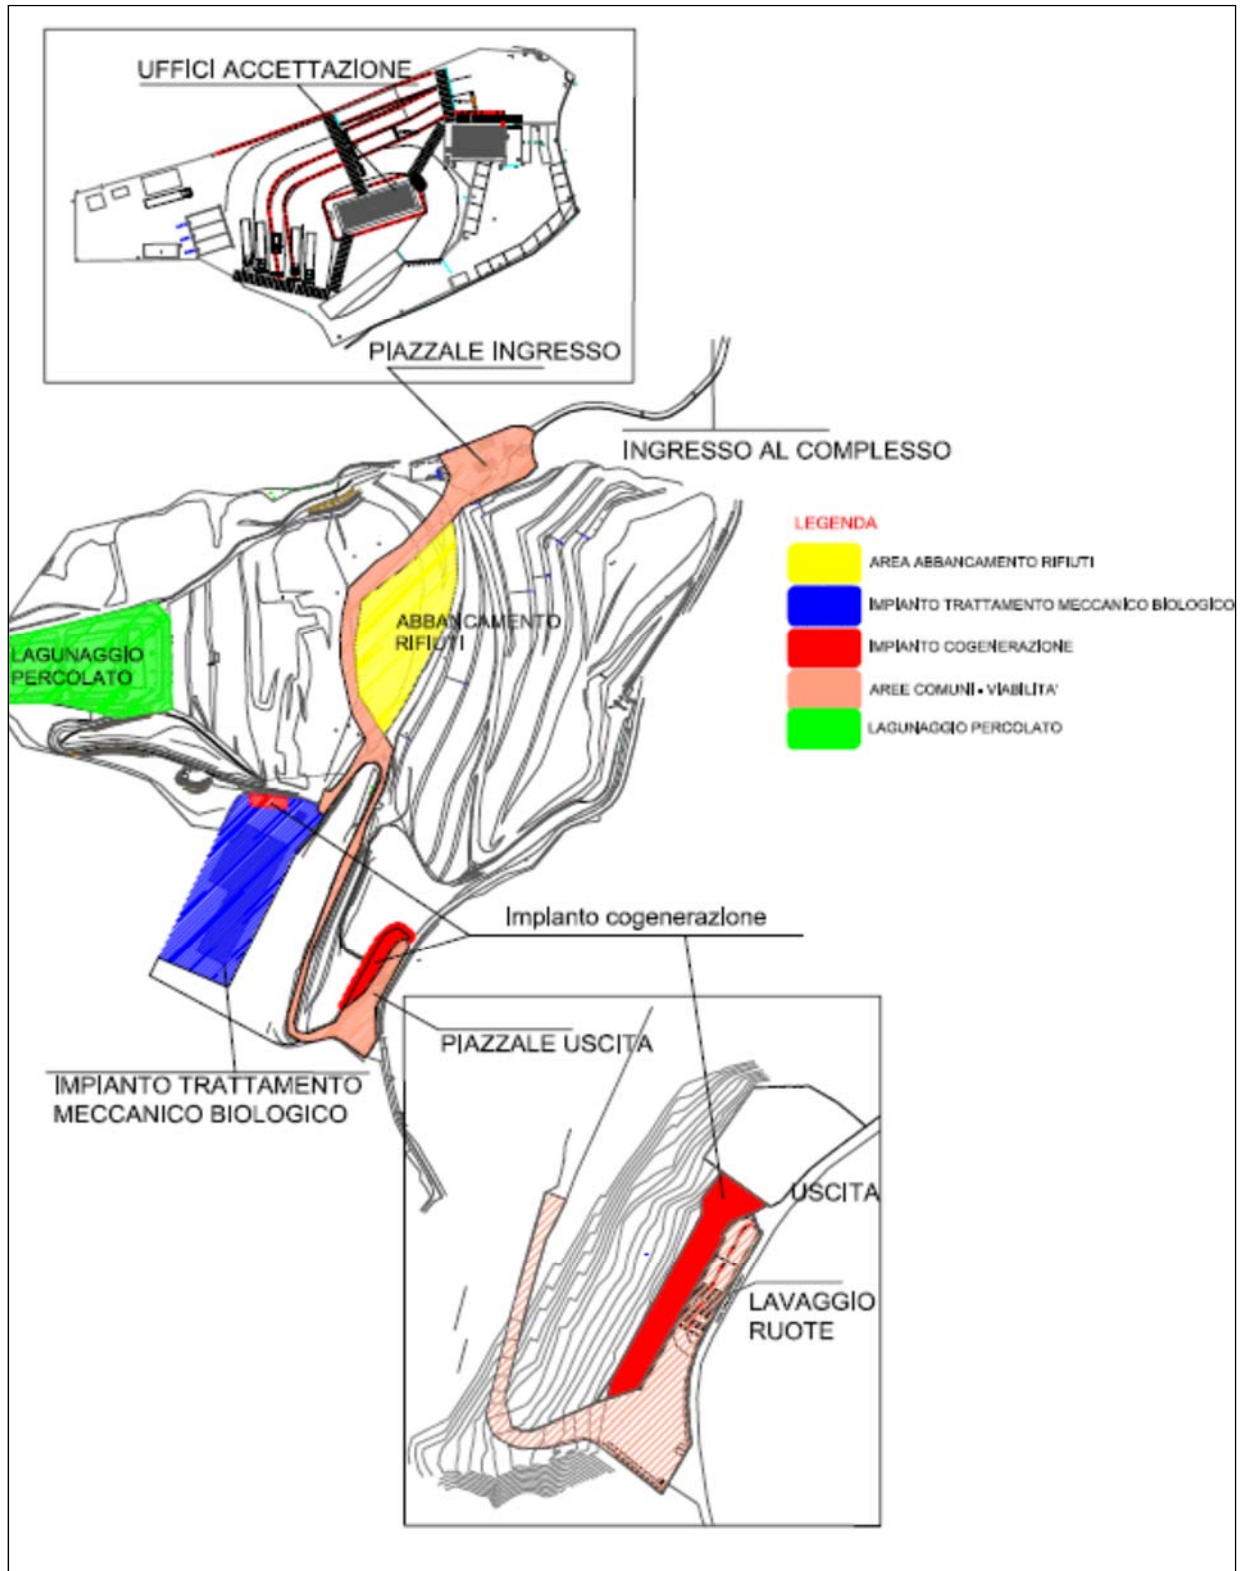 UFFICI ACCETTAZIONE
PIAZZALE INGRESSO
INGRESSO AL COMPLESSO
LEGENDA
AREA ABBANCAMENTO RIFIUTI
IMPIANTO TRATTAMENTO MECCANICO BIOLOGICO
IMPIANTO COGENERAZIONE
AREE COMUNI - VIABILITA'
LAGUNAGGIO PERCOLATO
ABBANCAMENTO
RIFIUTI
LAGUNAGGIO
PERCOLATO
Impianto cogenerazione
PIAZZALE USCITA
IMPIANTO TRATTAMENTO
MECCANICO BIOLOGICO
USCITA
LAVAGGIO
RUOTE